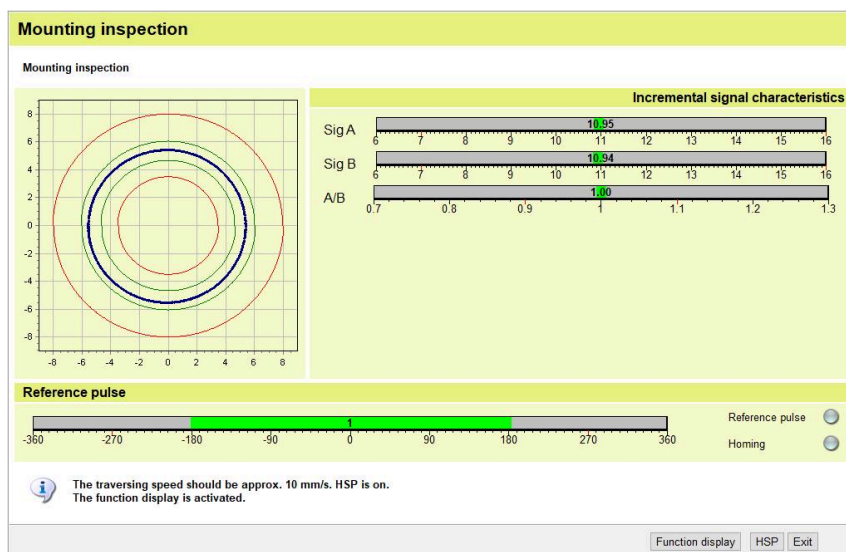 Mounting inspection
Mounting inspection
Incremental signal characteristics
8
6
4
2
0
-2
-4
-6
-8
-8 -6 -4 -2 0 2 4 6 8
Sig A
10.95
6 7 8 9 10 11 12 13 14 15 16
Sig B
10.94
6 7 8 9 10 11 12 13 14 15 16
A/B
1.00
0.7 0.8 0.9 1 1.1 1.2 1.3
Reference pulse
1
-360 -270 -180 -90 0 90 180 270 360
Reference pulse
Homing
The traversing speed should be approx. 10 mm/s. HSP is on.
The function display is activated.
Function display HSP Exit